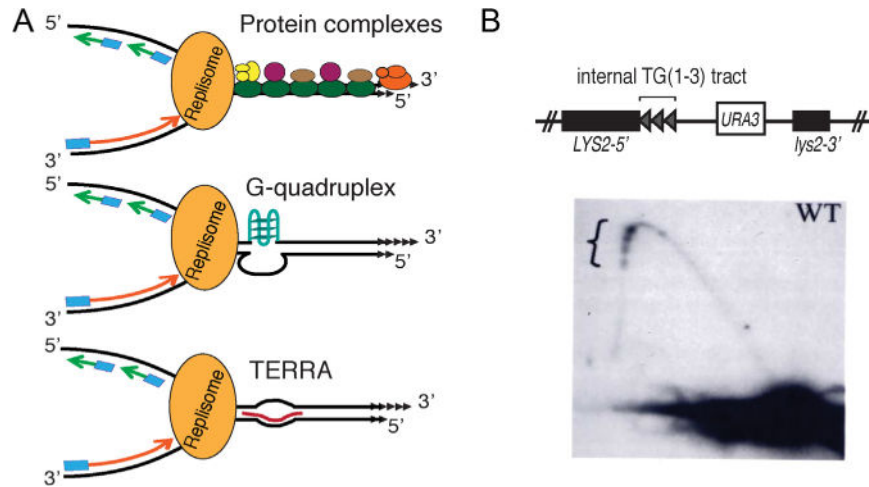 A
5’
Protein complexes
Replisome
3’
5’
3’
5’
G-quadruplex
Replisome
3’
5’
3’
5’
TERRA
Replisome
3’
5’
3’
B
internal TG(1-3) tract
URA3
LYS2-5’
lys2-3’
WT
{